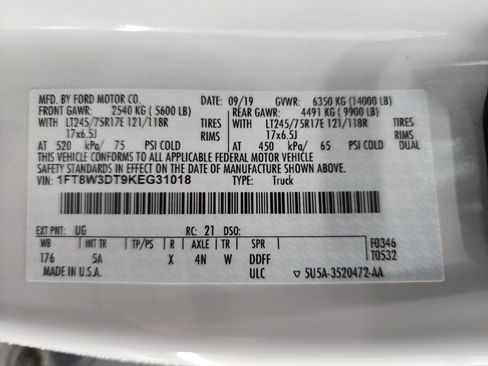 MFD. BY FORD MOTOR CO. DATE: 09/19 GVWR: 6350 KG (14000 LB)
FRONT GAWR: 2540 KG (5600 LB) REAR GAWR: 4491 KG (9900 LB)
WITH LT245/75R17E 121/118R TIRES WITH LT245/75R17E 121/118R TIRES
17x6.5J RIMS 17x6.5J RIMS
AT 520 kPa/ 75 PSI COLD AT 450 kPa/ 65 PSI COLD DUAL
THIS VEHICLE CONFORMS TO ALL APPLICABLE FEDERAL MOTOR VEHICLE
SAFETY STANDARDS IN EFFECT ON THE DATE OF MANUFACTURE SHOWN ABOVE.
VIN: 1FT8W3DT9KEG31018 TYPE: Truck
EXT PNT: UG RC: 21 DSO:
WB INT TR TP/PS R AXLE TR SPR F0346
176 5A X 4N W DDFF T0532
MADE IN U.S.A. ULC 5U5A-3520472-AA